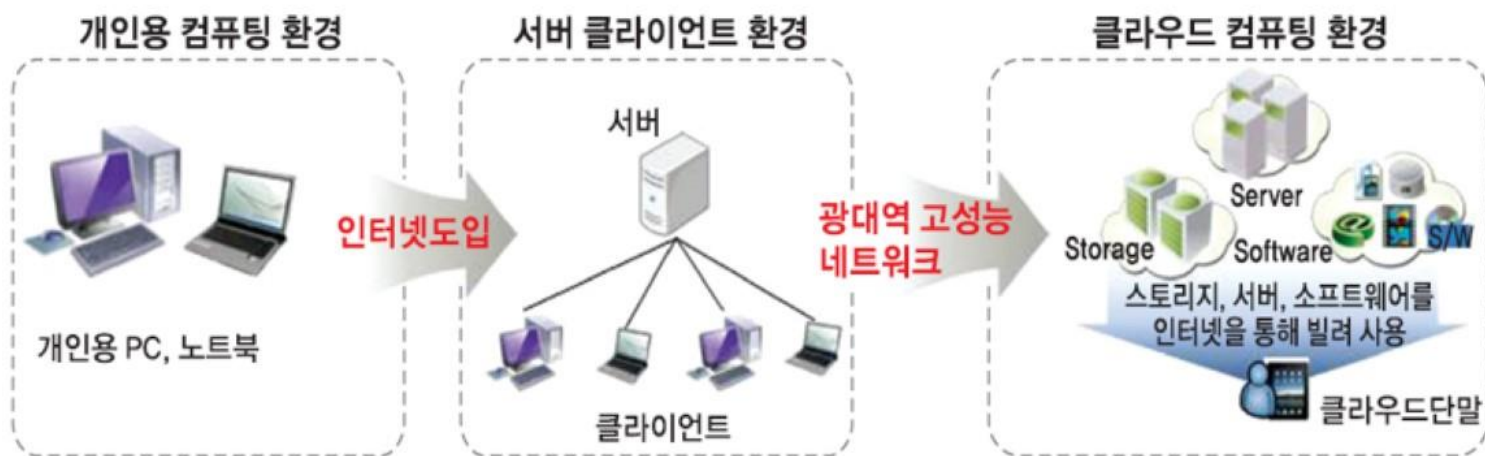 개인용 컴퓨팅 환경
개인용 PC, 노트북
인터넷도입
서버 클라이언트 환경
서버
클라이언트
광대역 고성능
네트워크
클라우드 컴퓨팅 환경
Server
Storage
Software
S/W
@
스토리지, 서버, 소프트웨어를
인터넷을 통해 빌려 사용
클라우드단말